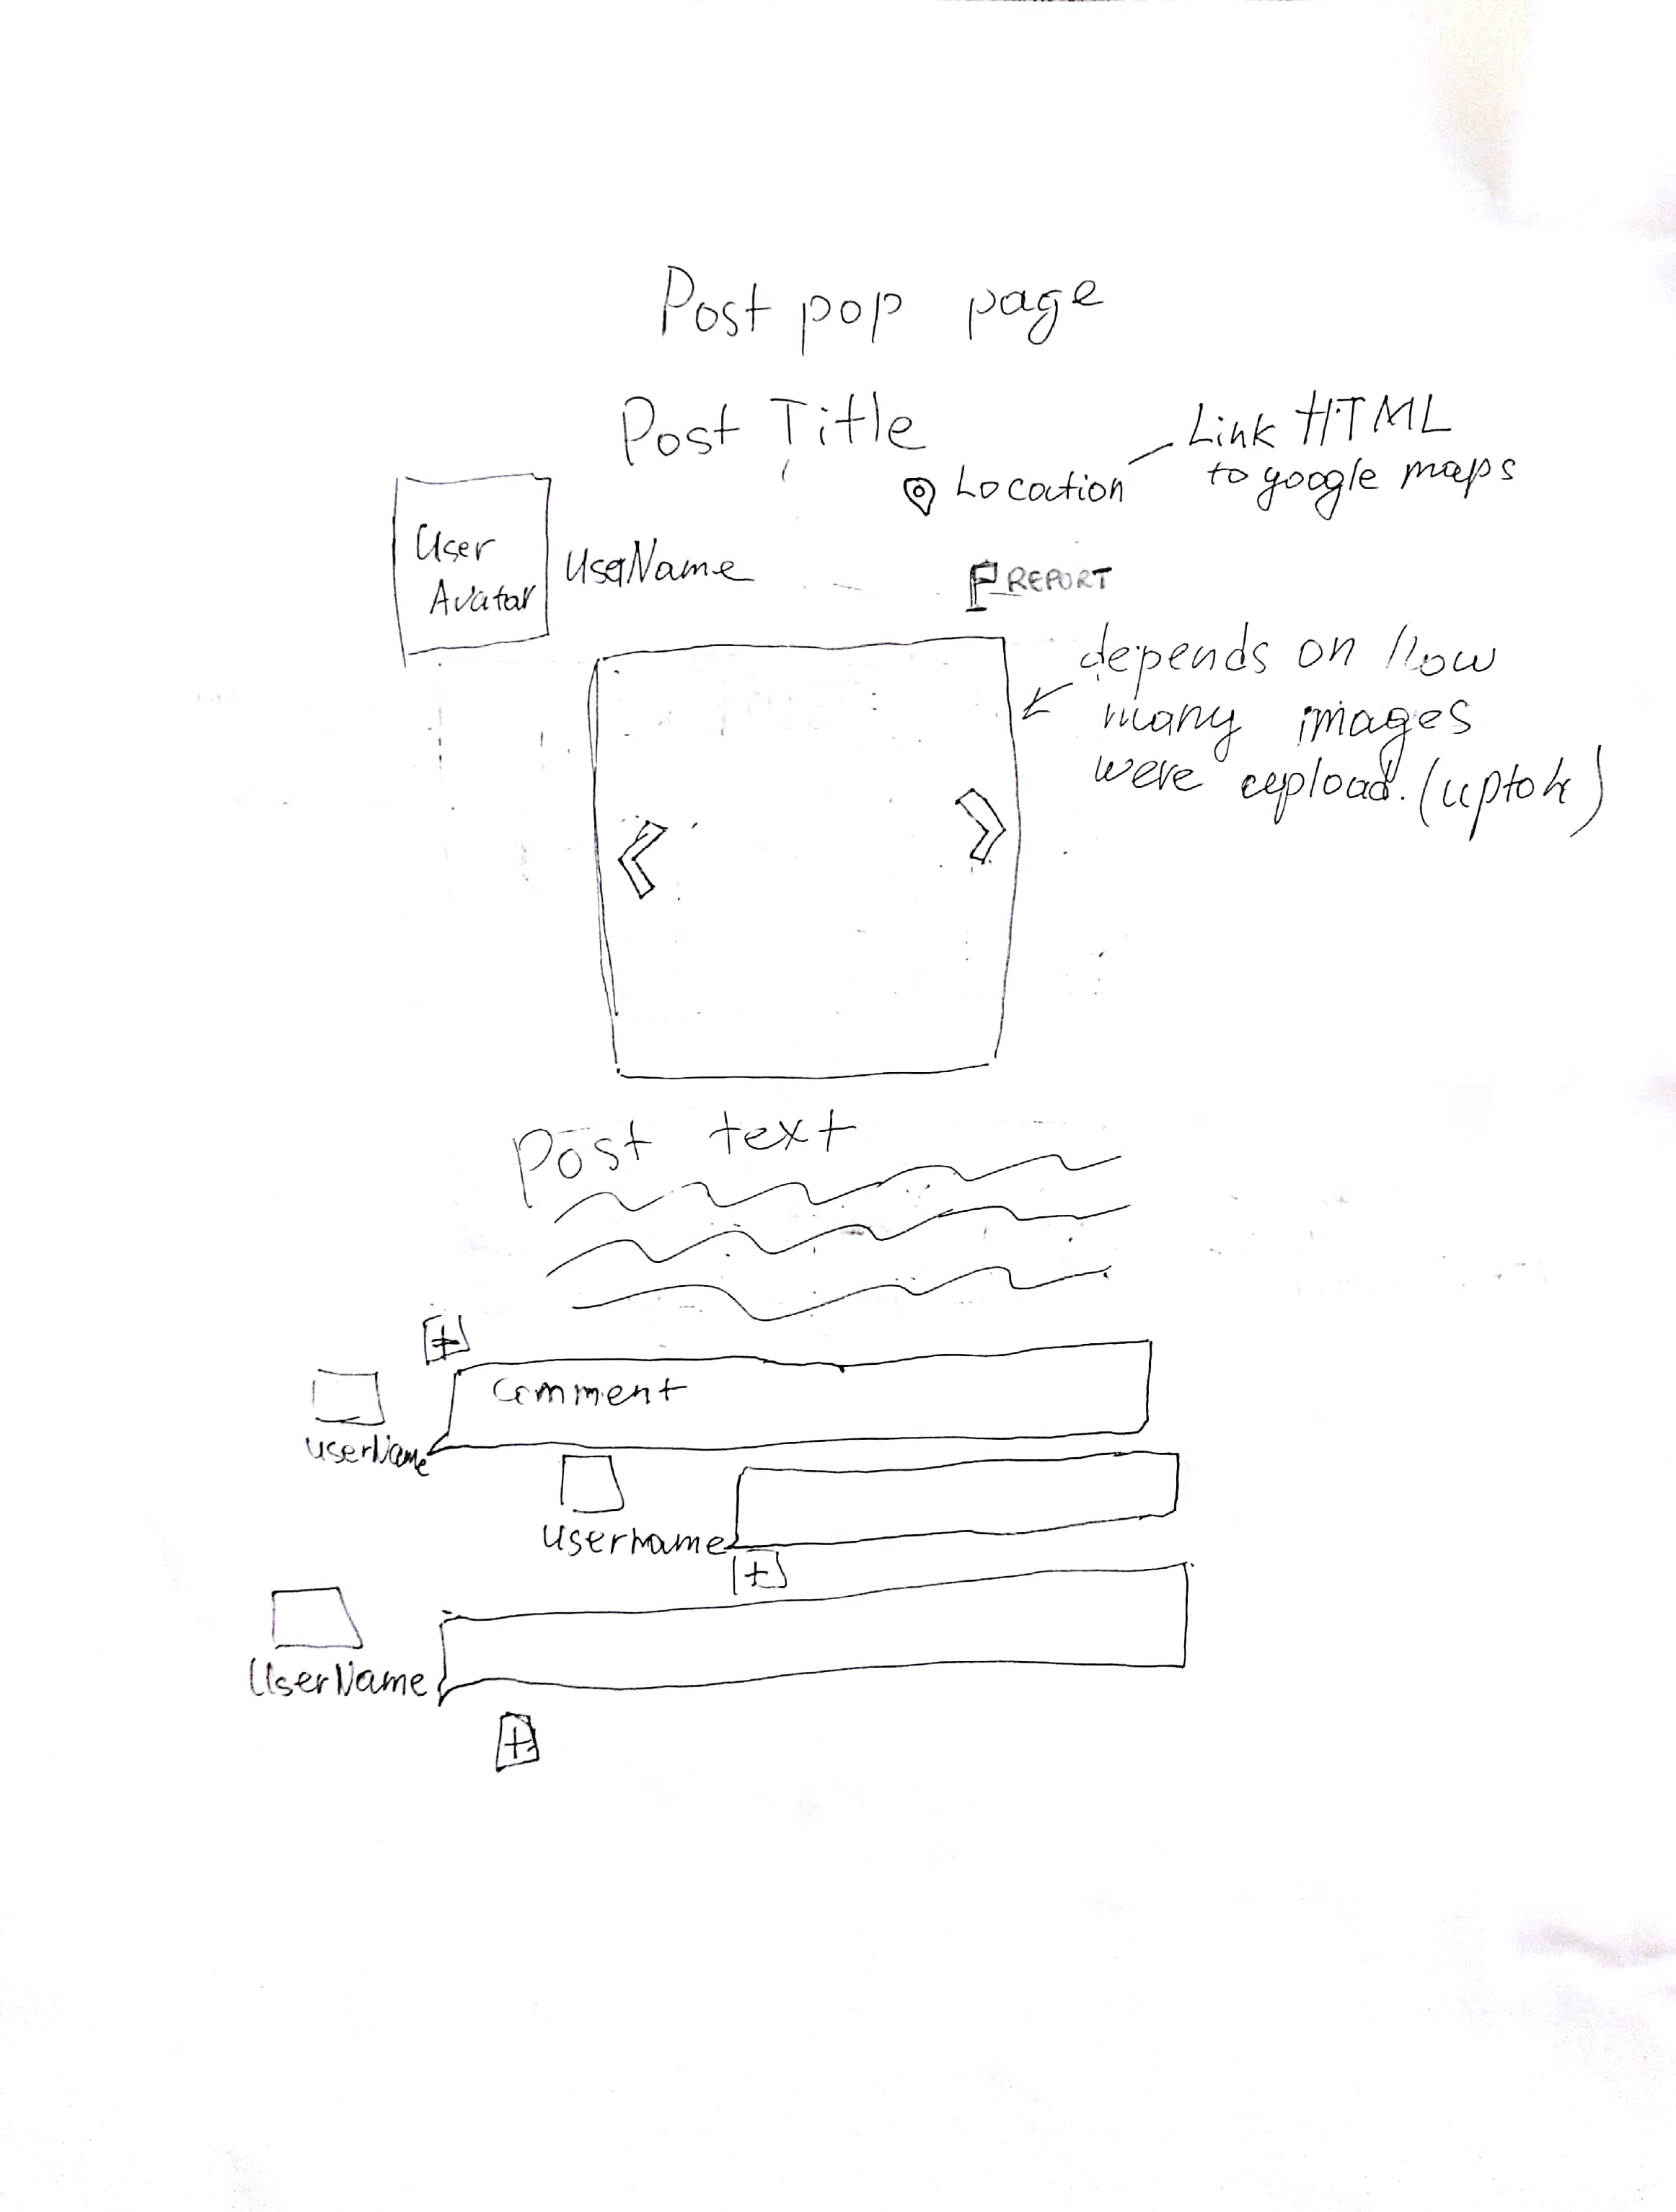 Post pop page
Post Title
Link HTML
to google maps
Location
User
Avatar
UserName
REPORT
depends on how
many images
were upload. (upto 4)
Post text
+
Comment
userName
username
+
UserName
+